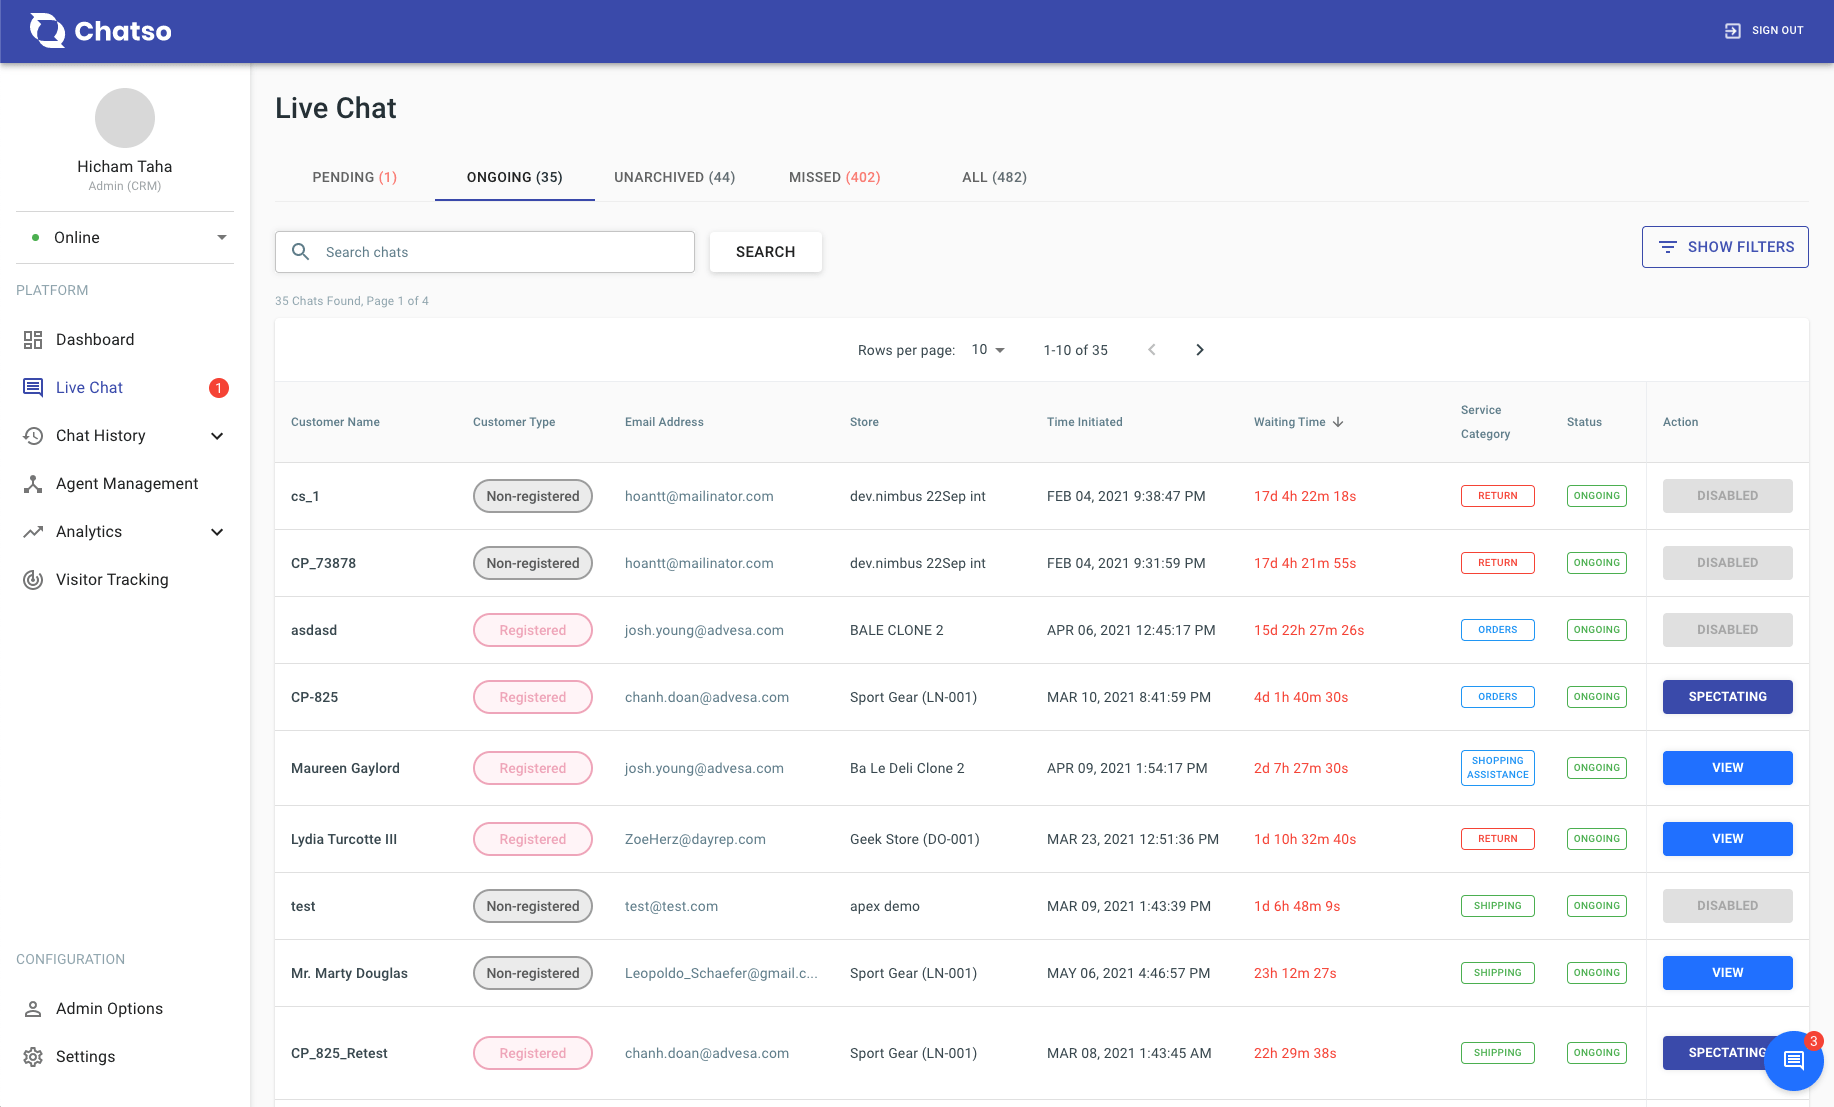 Chatso
SIGN OUT
Hicham Taha
Admin (CRM)
Online
PLATFORM
Dashboard
Live Chat 1
Chat History
Agent Management
Analytics
Visitor Tracking
CONFIGURATION
Admin Options
Settings
Live Chat
PENDING (1) ONGOING (35) UNARCHIVED (44) MISSED (402) ALL (482)
Search chats SEARCH SHOW FILTERS
35 Chats Found, Page 1 of 4
Rows per page: 10 1-10 of 35
Customer Name Customer Type Email Address Store Time Initiated Waiting Time Service Category Status Action
cs_1 Non-registered hoantt@mailinator.com dev.nimbus 22Sep int FEB 04, 2021 9:38:47 PM 17d 4h 22m 18s RETURN ONGOING DISABLED
CP_73878 Non-registered hoantt@mailinator.com dev.nimbus 22Sep int FEB 04, 2021 9:31:59 PM 17d 4h 21m 55s RETURN ONGOING DISABLED
asdasd Registered josh.young@advesa.com BALE CLONE 2 APR 06, 2021 12:45:17 PM 15d 22h 27m 26s ORDERS ONGOING DISABLED
CP-825 Registered chanh.doan@advesa.com Sport Gear (LN-001) MAR 10, 2021 8:41:59 PM 4d 1h 40m 30s ORDERS ONGOING SPECTATING
Maureen Gaylord Registered josh.young@advesa.com Ba Le Deli Clone 2 APR 09, 2021 1:54:17 PM 2d 7h 27m 30s SHOPPING ASSISTANCE ONGOING VIEW
Lydia Turcotte III Registered ZoeHerz@dayrep.com Geek Store (DO-001) MAR 23, 2021 12:51:36 PM 1d 10h 32m 40s RETURN ONGOING VIEW
test Non-registered test@test.com apex demo MAR 09, 2021 1:43:39 PM 1d 6h 48m 9s SHIPPING ONGOING DISABLED
Mr. Marty Douglas Non-registered Leopoldo_Schaefer@gmail.c... Sport Gear (LN-001) MAY 06, 2021 4:46:57 PM 23h 12m 27s SHIPPING ONGOING VIEW
CP_825_Retest Registered chanh.doan@advesa.com Sport Gear (LN-001) MAR 08, 2021 1:43:45 AM 22h 29m 38s SHIPPING ONGOING SPECTATING
3